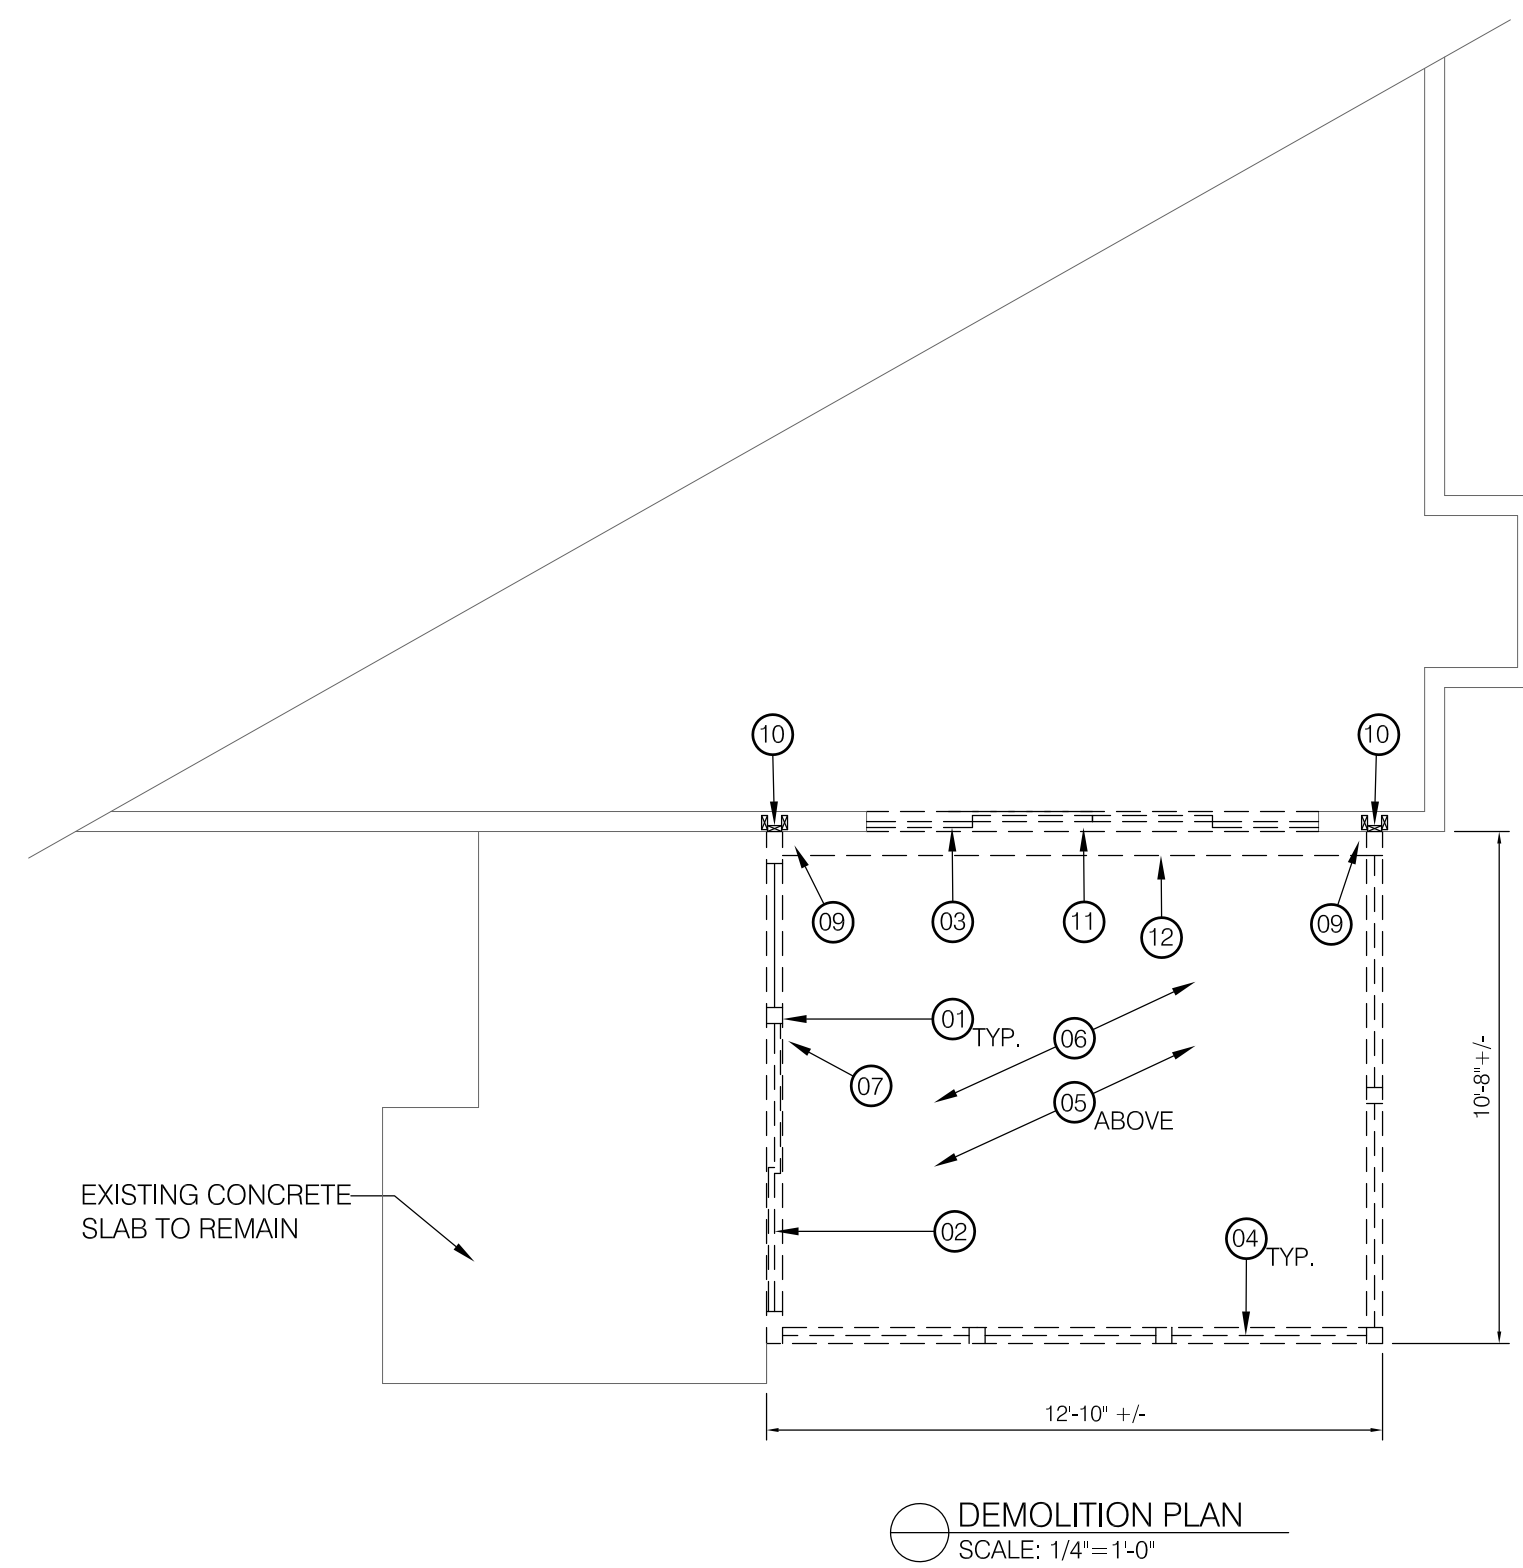 10
10
09
03
11
12
09
01
TYP.
06
07
05
ABOVE
10'-8"+/-
EXISTING CONCRETE
SLAB TO REMAIN
02
04
TYP.
12'-10" +/-
DEMOLITION PLAN
SCALE: 1/4"=1'-0"